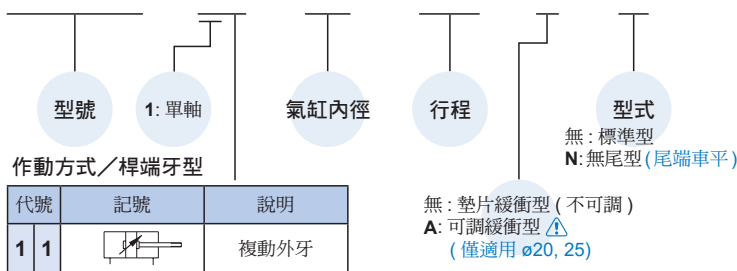 型號
1: 單軸
氣缸內徑
行程
型式
無 : 標準型
N: 無尾型 ( 尾端車平 )
作動方式／桿端牙型
代號 記號 說明
1 1 複動外牙
無 : 墊片緩衝型 ( 不可調 )
A: 可調緩衝型
( 僅適用 ø20, 25)